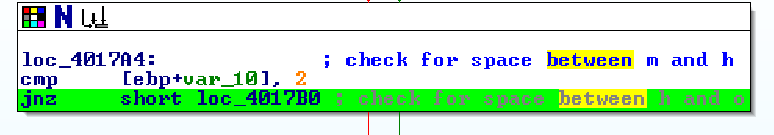 N
loc_4017A4: ; check for space between m and h
cmp [ebp+var_10], 2
jnz short loc_4017B0 ; check for space between h and o